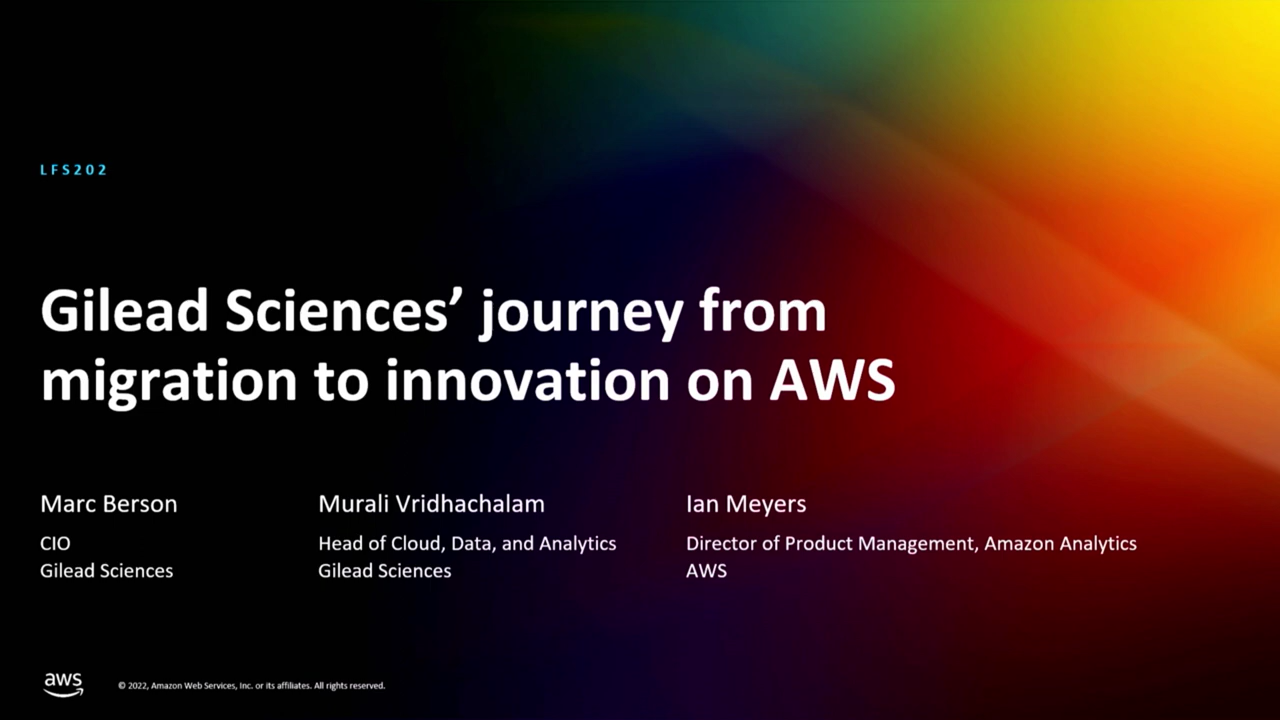 LFS202
Gilead Sciences’ journey from
migration to innovation on AWS
Marc Berson
CIO
Gilead Sciences
Murali Vridhachalam
Head of Cloud, Data, and Analytics
Gilead Sciences
Ian Meyers
Director of Product Management, Amazon Analytics
AWS
aws
© 2022, Amazon Web Services, Inc. or its affiliates. All rights reserved.